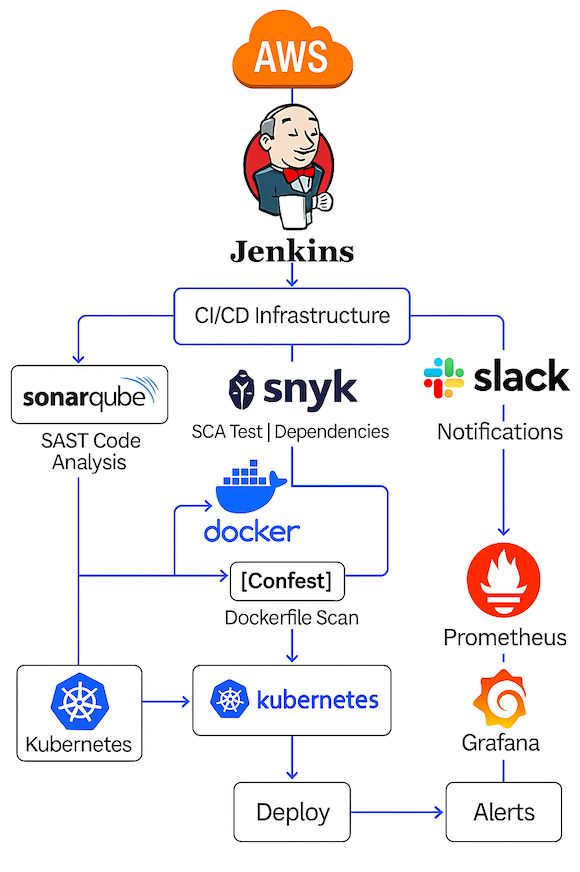 AWS
Jenkins
CI/CD Infrastructure
sonarqube
snyk
slack
SAST Code
Analysis
SCA Test | Dependencies
Notifications
docker
[Confest]
Dockerfile Scan
Prometheus
Kubernetes
kubernetes
Grafana
Deploy
Alerts